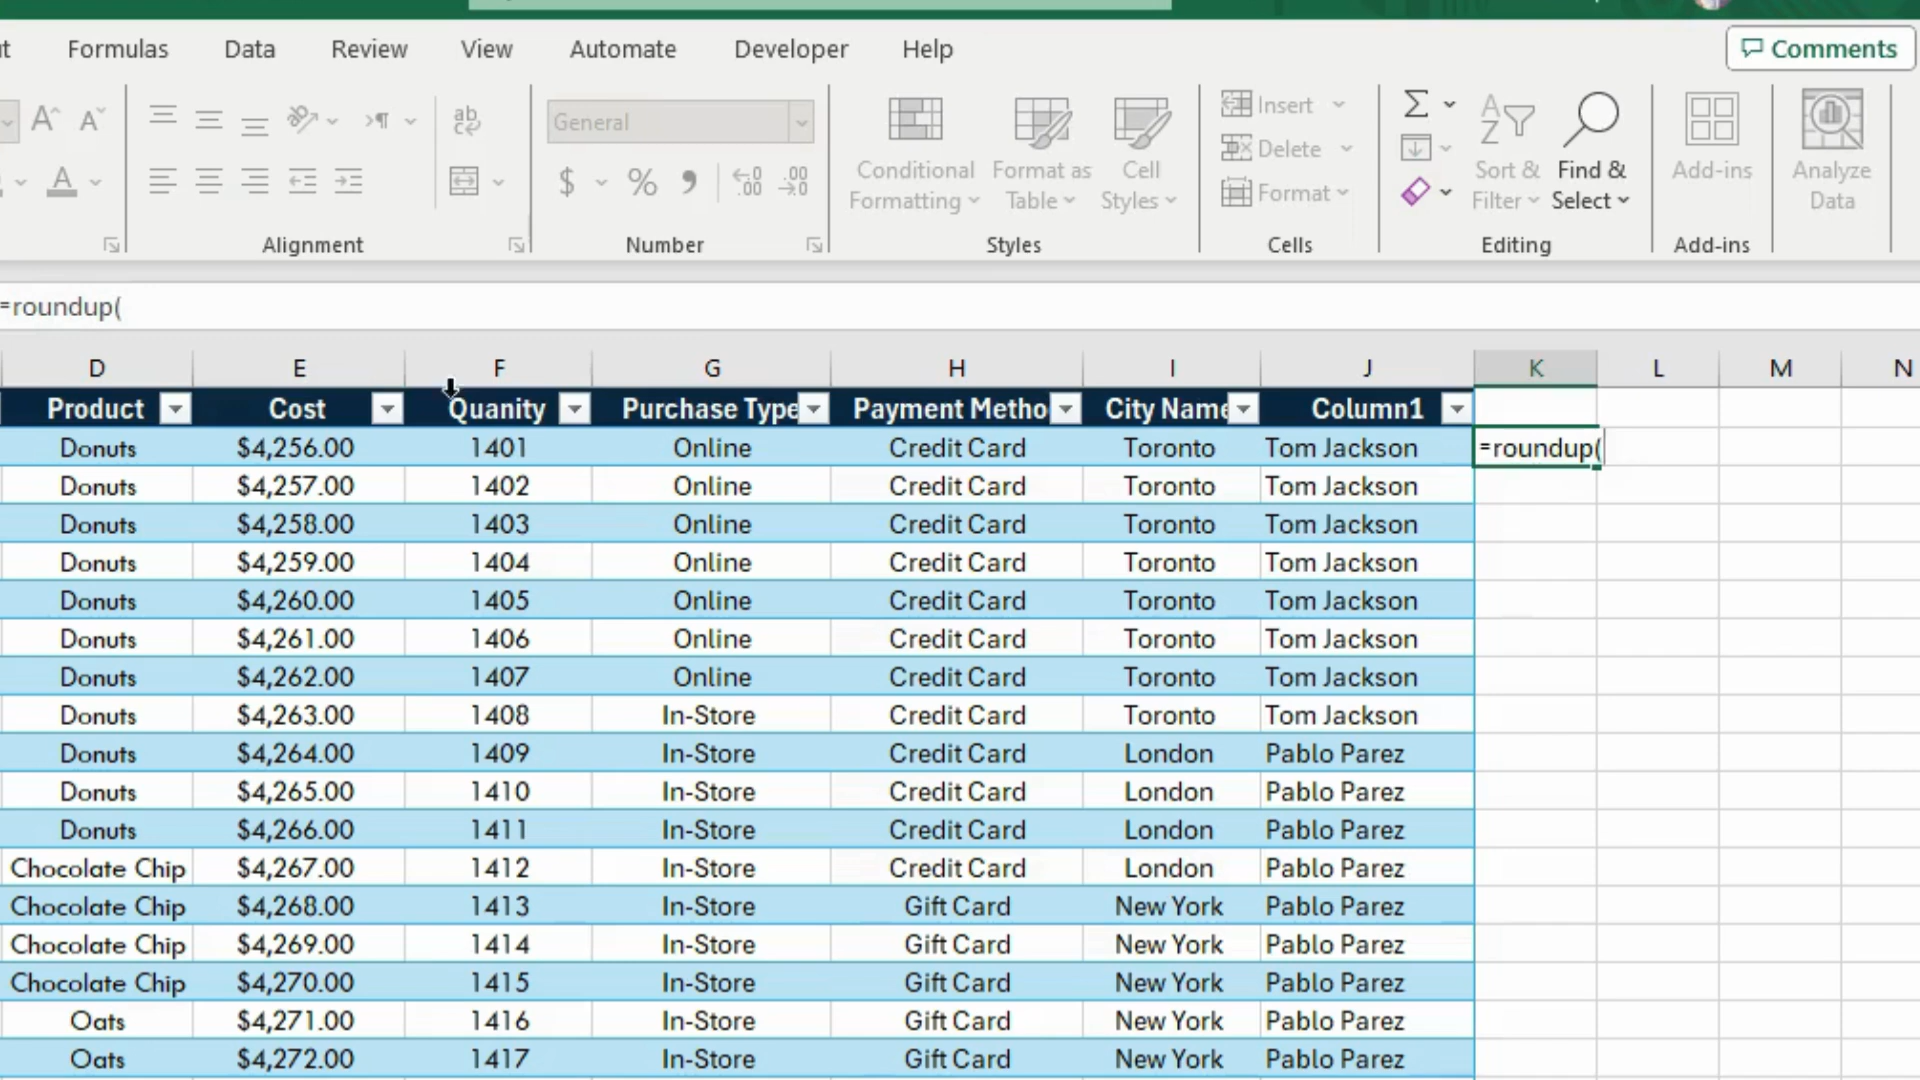 Formulas Data Review View Automate Developer Help Comments
General
Insert
Delete
Format
Conditional Formatting
Format as Table
Cell Styles
Sort & Filter
Find & Select
Add-ins
Analyze Data
Alignment Number Styles Cells Editing Add-ins
=roundup(
D E F G H I J K L M N
Product Cost Quanity Purchase Type Payment Metho City Name Column1
Donuts $4,256.00 1401 Online Credit Card Toronto Tom Jackson =roundup(
Donuts $4,257.00 1402 Online Credit Card Toronto Tom Jackson
Donuts $4,258.00 1403 Online Credit Card Toronto Tom Jackson
Donuts $4,259.00 1404 Online Credit Card Toronto Tom Jackson
Donuts $4,260.00 1405 Online Credit Card Toronto Tom Jackson
Donuts $4,261.00 1406 Online Credit Card Toronto Tom Jackson
Donuts $4,262.00 1407 Online Credit Card Toronto Tom Jackson
Donuts $4,263.00 1408 In-Store Credit Card Toronto Tom Jackson
Donuts $4,264.00 1409 In-Store Credit Card London Pablo Parez
Donuts $4,265.00 1410 In-Store Credit Card London Pablo Parez
Donuts $4,266.00 1411 In-Store Credit Card London Pablo Parez
Chocolate Chip $4,267.00 1412 In-Store Credit Card London Pablo Parez
Chocolate Chip $4,268.00 1413 In-Store Gift Card New York Pablo Parez
Chocolate Chip $4,269.00 1414 In-Store Gift Card New York Pablo Parez
Chocolate Chip $4,270.00 1415 In-Store Gift Card New York Pablo Parez
Oats $4,271.00 1416 In-Store Gift Card New York Pablo Parez
Oats $4,272.00 1417 In-Store Gift Card New York Pablo Parez